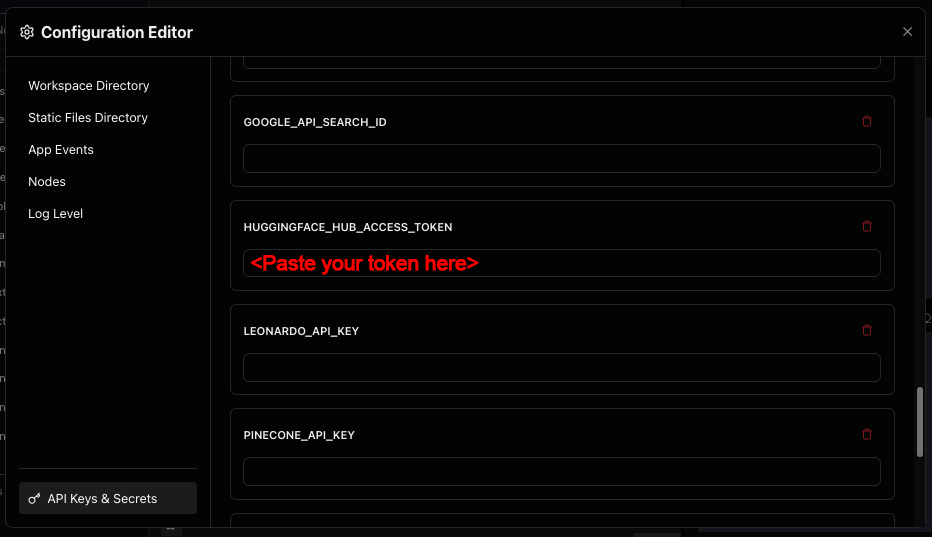 Configuration Editor
Workspace Directory
Static Files Directory
App Events
Nodes
Log Level
API Keys & Secrets
GOOGLE_API_SEARCH_ID
HUGGINGFACE_HUB_ACCESS_TOKEN
<Paste your token here>
LEONARDO_API_KEY
PINECONE_API_KEY